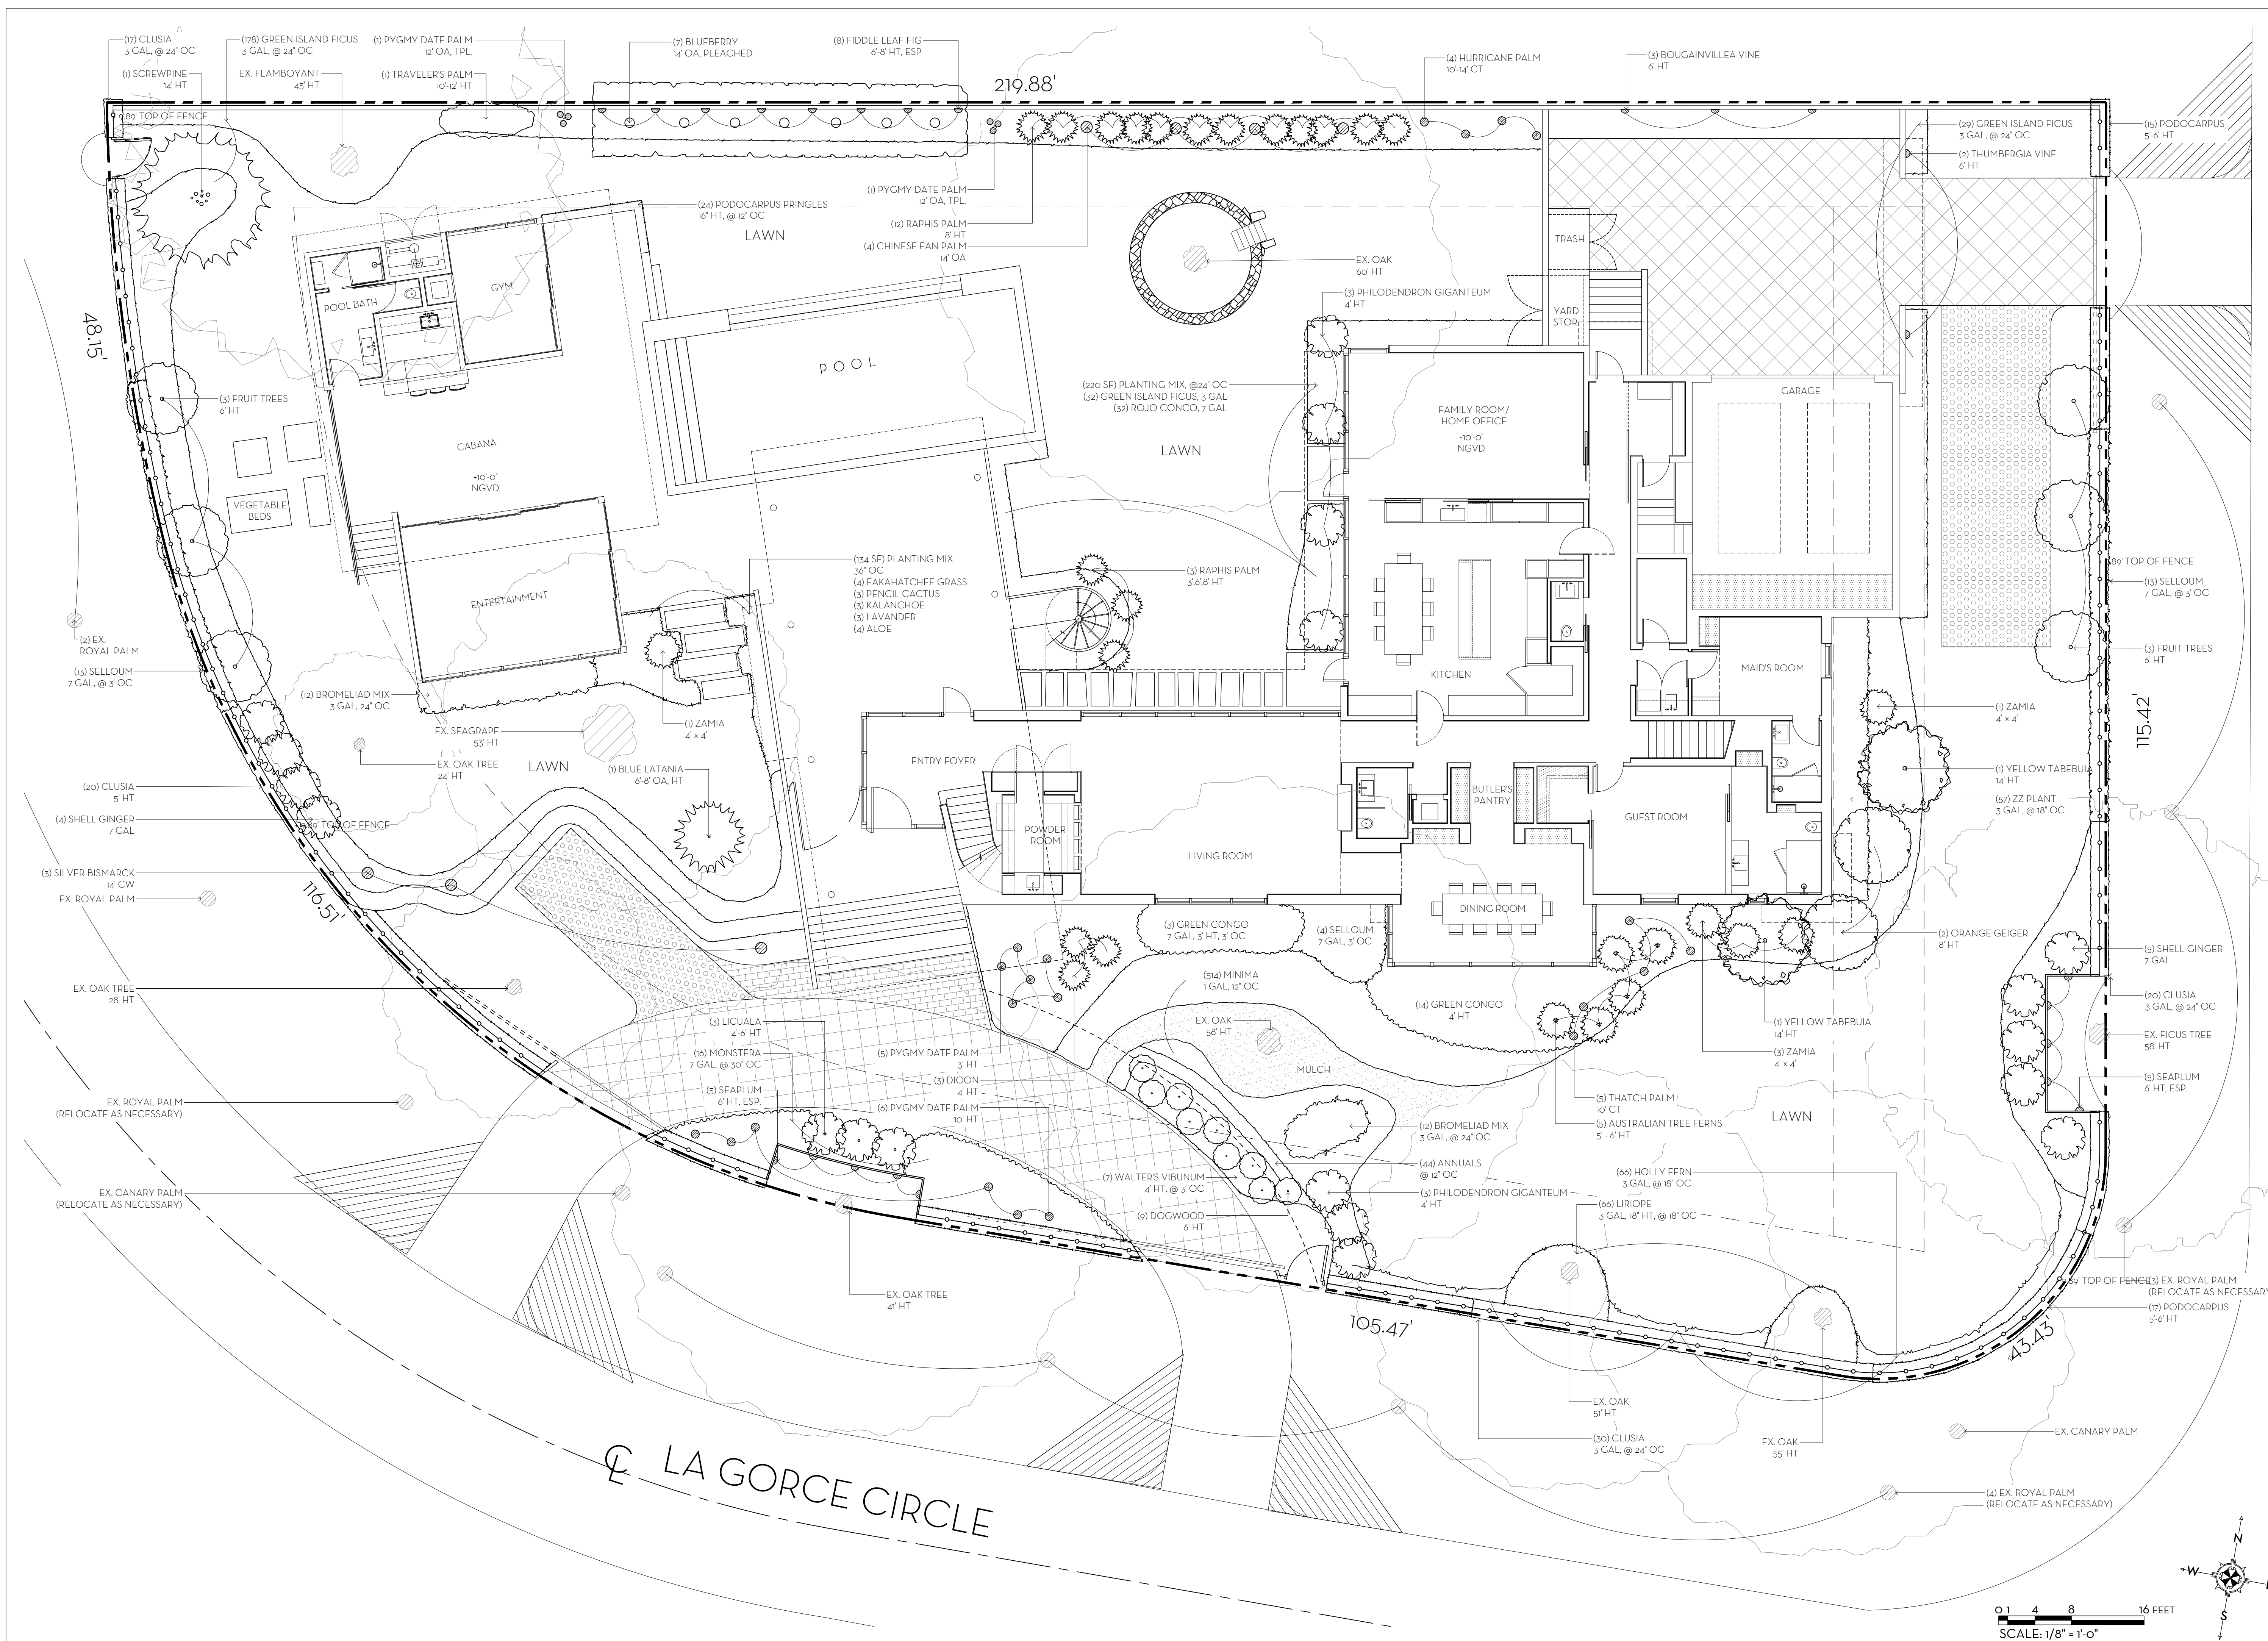 (17) CLUSIA
3 GAL, @ 24" OC
(178) GREEN ISLAND FICUS
3 GAL, @ 24" OC
(1) PYGMY DATE PALM
12' OA, TPL.
(7) BLUEBERRY
14' OA, PLEACHED
(8) FIDDLE LEAF FIG
6'-8' HT, ESP
(4) HURRICANE PALM
10'-14' CT
(3) BOUGAINVILLEA VINE
6' HT
(1) SCREWPINE
14' HT
EX. FLAMBOYANT
45' HT
(1) TRAVELER'S PALM
10'-12' HT
219.88'
9.89' TOP OF FENCE
(29) GREEN ISLAND FICUS
3 GAL, @ 24" OC
(15) PODOCARPUS
5'-6' HT
(2) THUMBERGIA VINE
6' HT
(1) PYGMY DATE PALM
12' OA, TPL.
(24) PODOCARPUS PRINGLES
16" HT, @ 12" OC
LAWN
(12) RAPHIS PALM
8' HT
(4) CHINESE FAN PALM
14' OA
TRASH
EX. OAK
60' HT
GYM
POOL BATH
(3) PHILODENDRON GIGANTEUM
4' HT
YARD
STOR.
48.15'
POOL
(220 SF) PLANTING MIX, @24" OC
(32) GREEN ISLAND FICUS, 3 GAL
(32) ROJO CONCO, 7 GAL
GARAGE
(3) FRUIT TREES
6' HT
FAMILY ROOM/
HOME OFFICE
+10'-0"
NGVD
CABANA
+10'-0"
NGVD
LAWN
VEGETABLE
BEDS
(134 SF) PLANTING MIX
36" OC
(4) FAKAHATCHEE GRASS
(3) PENCIL CACTUS
(3) KALANCHOE
(3) LAVANDER
(4) ALOE
(3) RAPHIS PALM
3',6',8' HT
89' TOP OF FENCE
(13) SELLOUM
7 GAL, @ 3' OC
ENTERTAINMENT
(2) EX.
ROYAL PALM
(13) SELLOUM
7 GAL, @ 3' OC
KITCHEN
MAID'S ROOM
(3) FRUIT TREES
6' HT
(12) BROMELIAD MIX
3 GAL, 24" OC
(1) ZAMIA
4' x 4'
(1) ZAMIA
4' x 4'
115.42'
EX. SEAGRAPE
53' HT
EX. OAK TREE
24' HT
LAWN
(1) BLUE LATANIA
6'-8' OA, HT
ENTRY FOYER
(1) YELLOW TABEBUIA
14' HT
(20) CLUSIA
5' HT
BUTLER'S
PANTRY
(57) ZZ PLANT
3 GAL, @ 18" OC
(4) SHELL GINGER
7 GAL
TOP OF FENCE
POWDER
ROOM
GUEST ROOM
LIVING ROOM
(3) SILVER BISMARCK
14' CW
EX. ROYAL PALM
116.51'
DINING ROOM
(3) GREEN CONGO
7 GAL, 3' HT, 3' OC
(4) SELLOUM
7 GAL, 3' OC
(2) ORANGE GEIGER
8' HT
(5) SHELL GINGER
7 GAL
EX. OAK TREE
28' HT
(514) MINIMA
1 GAL, 12" OC
(14) GREEN CONGO
4' HT
(20) CLUSIA
3 GAL, @ 24" OC
(3) LICUALA
4'-6' HT
EX. OAK
58' HT
(1) YELLOW TABEBUIA
14' HT
EX. FICUS TREE
58' HT
(16) MONSTERA
7 GAL, @ 30" OC
(5) PYGMY DATE PALM
3' HT
(3) ZAMIA
4' x 4'
MULCH
(5) SEAPLUM
6' HT, ESP.
(3) DIOON
4' HT
(5) SEAPLUM
6' HT, ESP.
EX. ROYAL PALM
(RELOCATE AS NECESSARY)
(6) PYGMY DATE PALM
10' HT
(5) THATCH PALM
10' CT
LAWN
(12) BROMELIAD MIX
3 GAL, @ 24" OC
(5) AUSTRALIAN TREE FERNS
5' - 6' HT
(44) ANNUALS
@ 12" OC
(66) HOLLY FERN
3 GAL, @ 18" OC
(7) WALTER'S VIBUNUM
4' HT, @ 3' OC
EX. CANARY PALM
(RELOCATE AS NECESSARY)
(3) PHILODENDRON GIGANTEUM
4' HT
(66) LIRIOPE
3 GAL, 18" HT, @ 18" OC
(9) DOGWOOD
6' HT
TOP OF FENCE
(3) EX. ROYAL PALM
(RELOCATE AS NECESSARY
EX. OAK TREE
41' HT
(17) PODOCARPUS
5'-6' HT
105.47'
43.43'
EX. OAK
51' HT
(30) CLUSIA
3 GAL, @ 24" OC
EX. OAK
55' HT
EX. CANARY PALM
LA GORCE CIRCLE
(4) EX. ROYAL PALM
(RELOCATE AS NECESSARY)
N
W
S
0 1 4 8 16 FEET
SCALE: 1/8" = 1'-0"